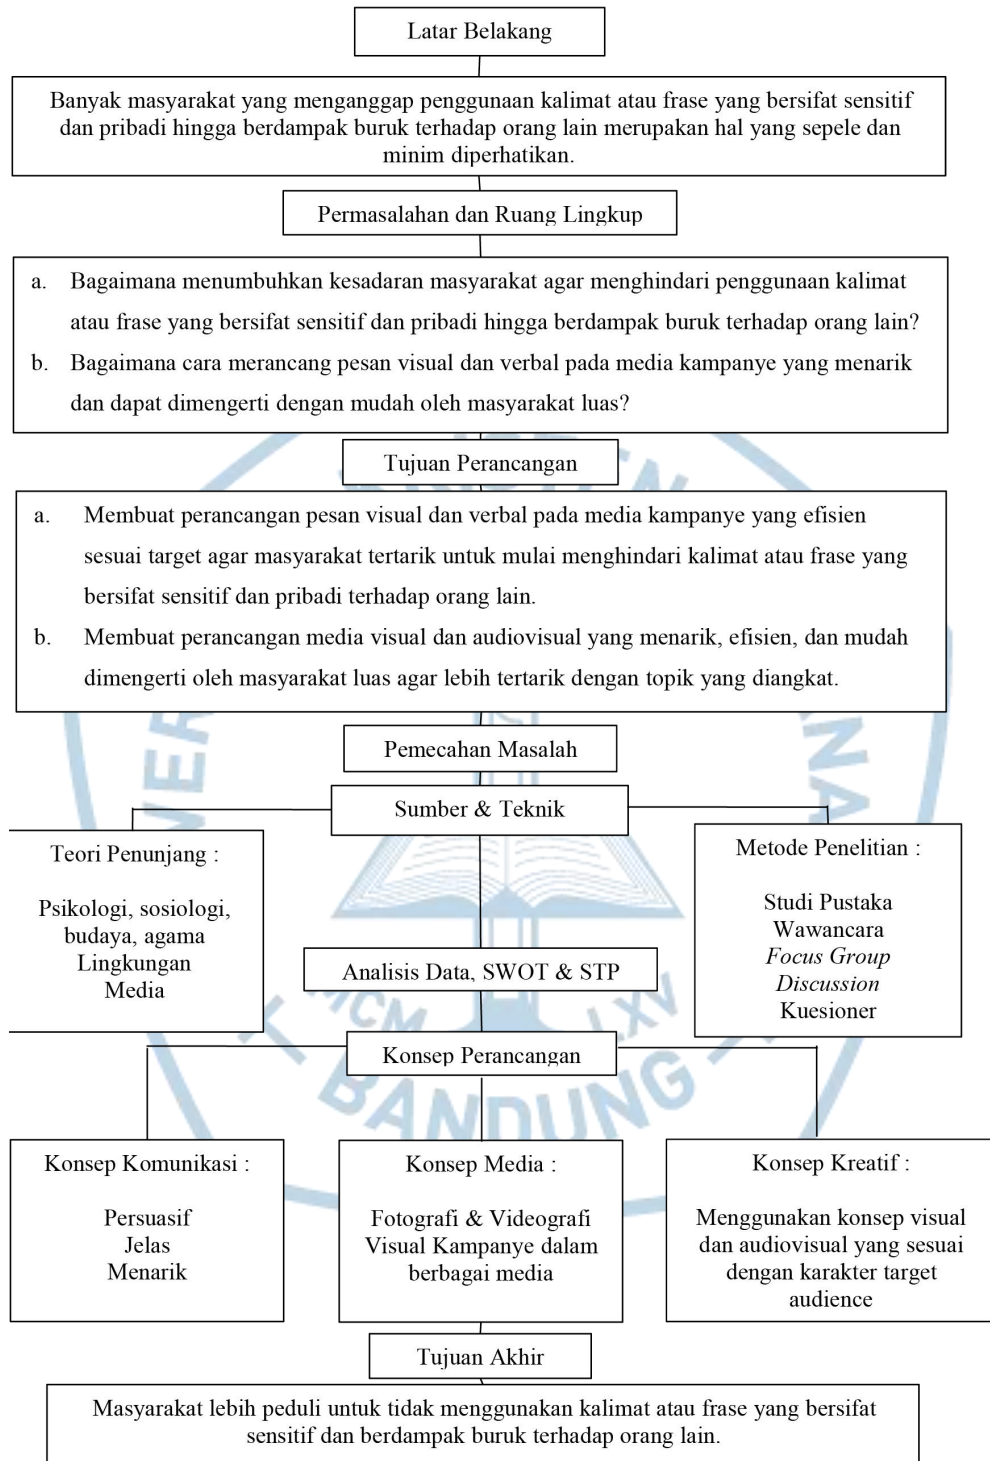 Latar Belakang
Banyak masyarakat yang menganggap penggunaan kalimat atau frase yang bersifat sensitif
dan pribadi hingga berdampak buruk terhadap orang lain merupakan hal yang sepele dan
minim diperhatikan.
Permasalahan dan Ruang Lingkup
a. Bagaimana menumbuhkan kesadaran masyarakat agar menghindari penggunaan kalimat
atau frase yang bersifat sensitif dan pribadi hingga berdampak buruk terhadap orang lain?
b. Bagaimana cara merancang pesan visual dan verbal pada media kampanye yang menarik
dan dapat dimengerti dengan mudah oleh masyarakat luas?
Tujuan Perancangan
a. Membuat perancangan pesan visual dan verbal pada media kampanye yang efisien
sesuai target agar masyarakat tertarik untuk mulai menghindari kalimat atau frase yang
bersifat sensitif dan pribadi terhadap orang lain.
b. Membuat perancangan media visual dan audiovisual yang menarik, efisien, dan mudah
dimengerti oleh masyarakat luas agar lebih tertarik dengan topik yang diangkat.
Pemecahan Masalah
Sumber & Teknik
Teori Penunjang :
Psikologi, sosiologi,
budaya, agama
Lingkungan
Media
Metode Penelitian :
Studi Pustaka
Wawancara
Focus Group
Discussion
Kuesioner
Analisis Data, SWOT & STP
MCM LXV
BANDUNG
Konsep Perancangan
Konsep Komunikasi :
Persuasif
Jelas
Menarik
Konsep Media :
Fotografi & Videografi
Visual Kampanye dalam
berbagai media
Konsep Kreatif :
Menggunakan konsep visual
dan audiovisual yang sesuai
dengan karakter target
audience
Tujuan Akhir
Masyarakat lebih peduli untuk tidak menggunakan kalimat atau frase yang bersifat
sensitif dan berdampak buruk terhadap orang lain.